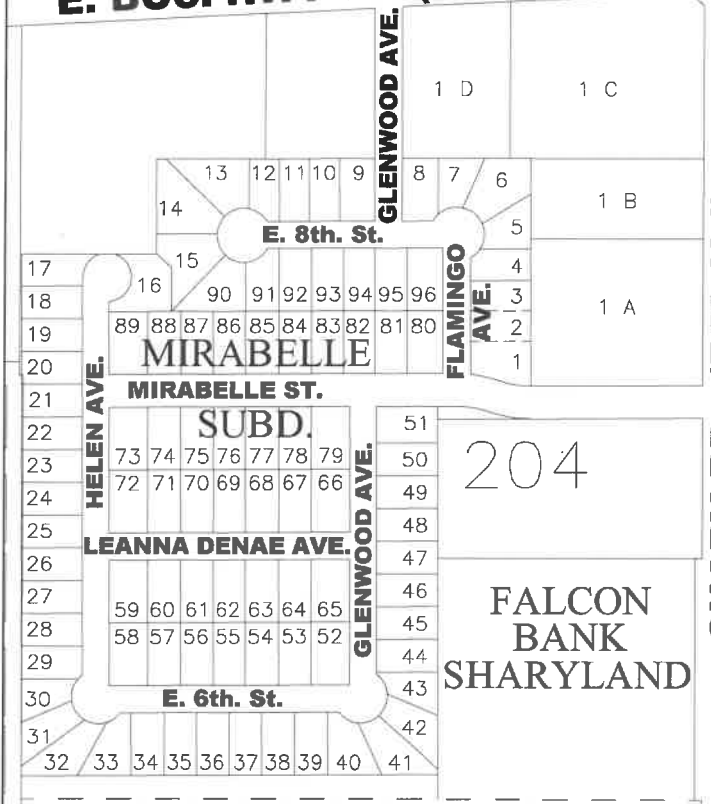 E.
GLENWOOD AVE.
1 D
1 C
13 12 11 10 9 8 7 6
14
1 B
E. 8th. St.
5
15
17
16
4
90 91 92 93 94 95 96
FLAMINGO AVE.
18
3
1 A
89 88 87 86 85 84 83 82 81 80
19
2
MIRABELLE
20
1
HELEN AVE.
MIRABELLE ST.
21
SUBD.
51
22
204
73 74 75 76 77 78 79
23
50
72 71 70 69 68 67 66
24
49
GLENWOOD AVE.
25
48
LEANNA DENAE AVE.
26
47
27
46
59 60 61 62 63 64 65
FALCON
BANK
SHARYLAND
28
45
58 57 56 55 54 53 52
29
44
30
E. 6th. St.
43
31
42
32 33 34 35 36 37 38 39 40 41